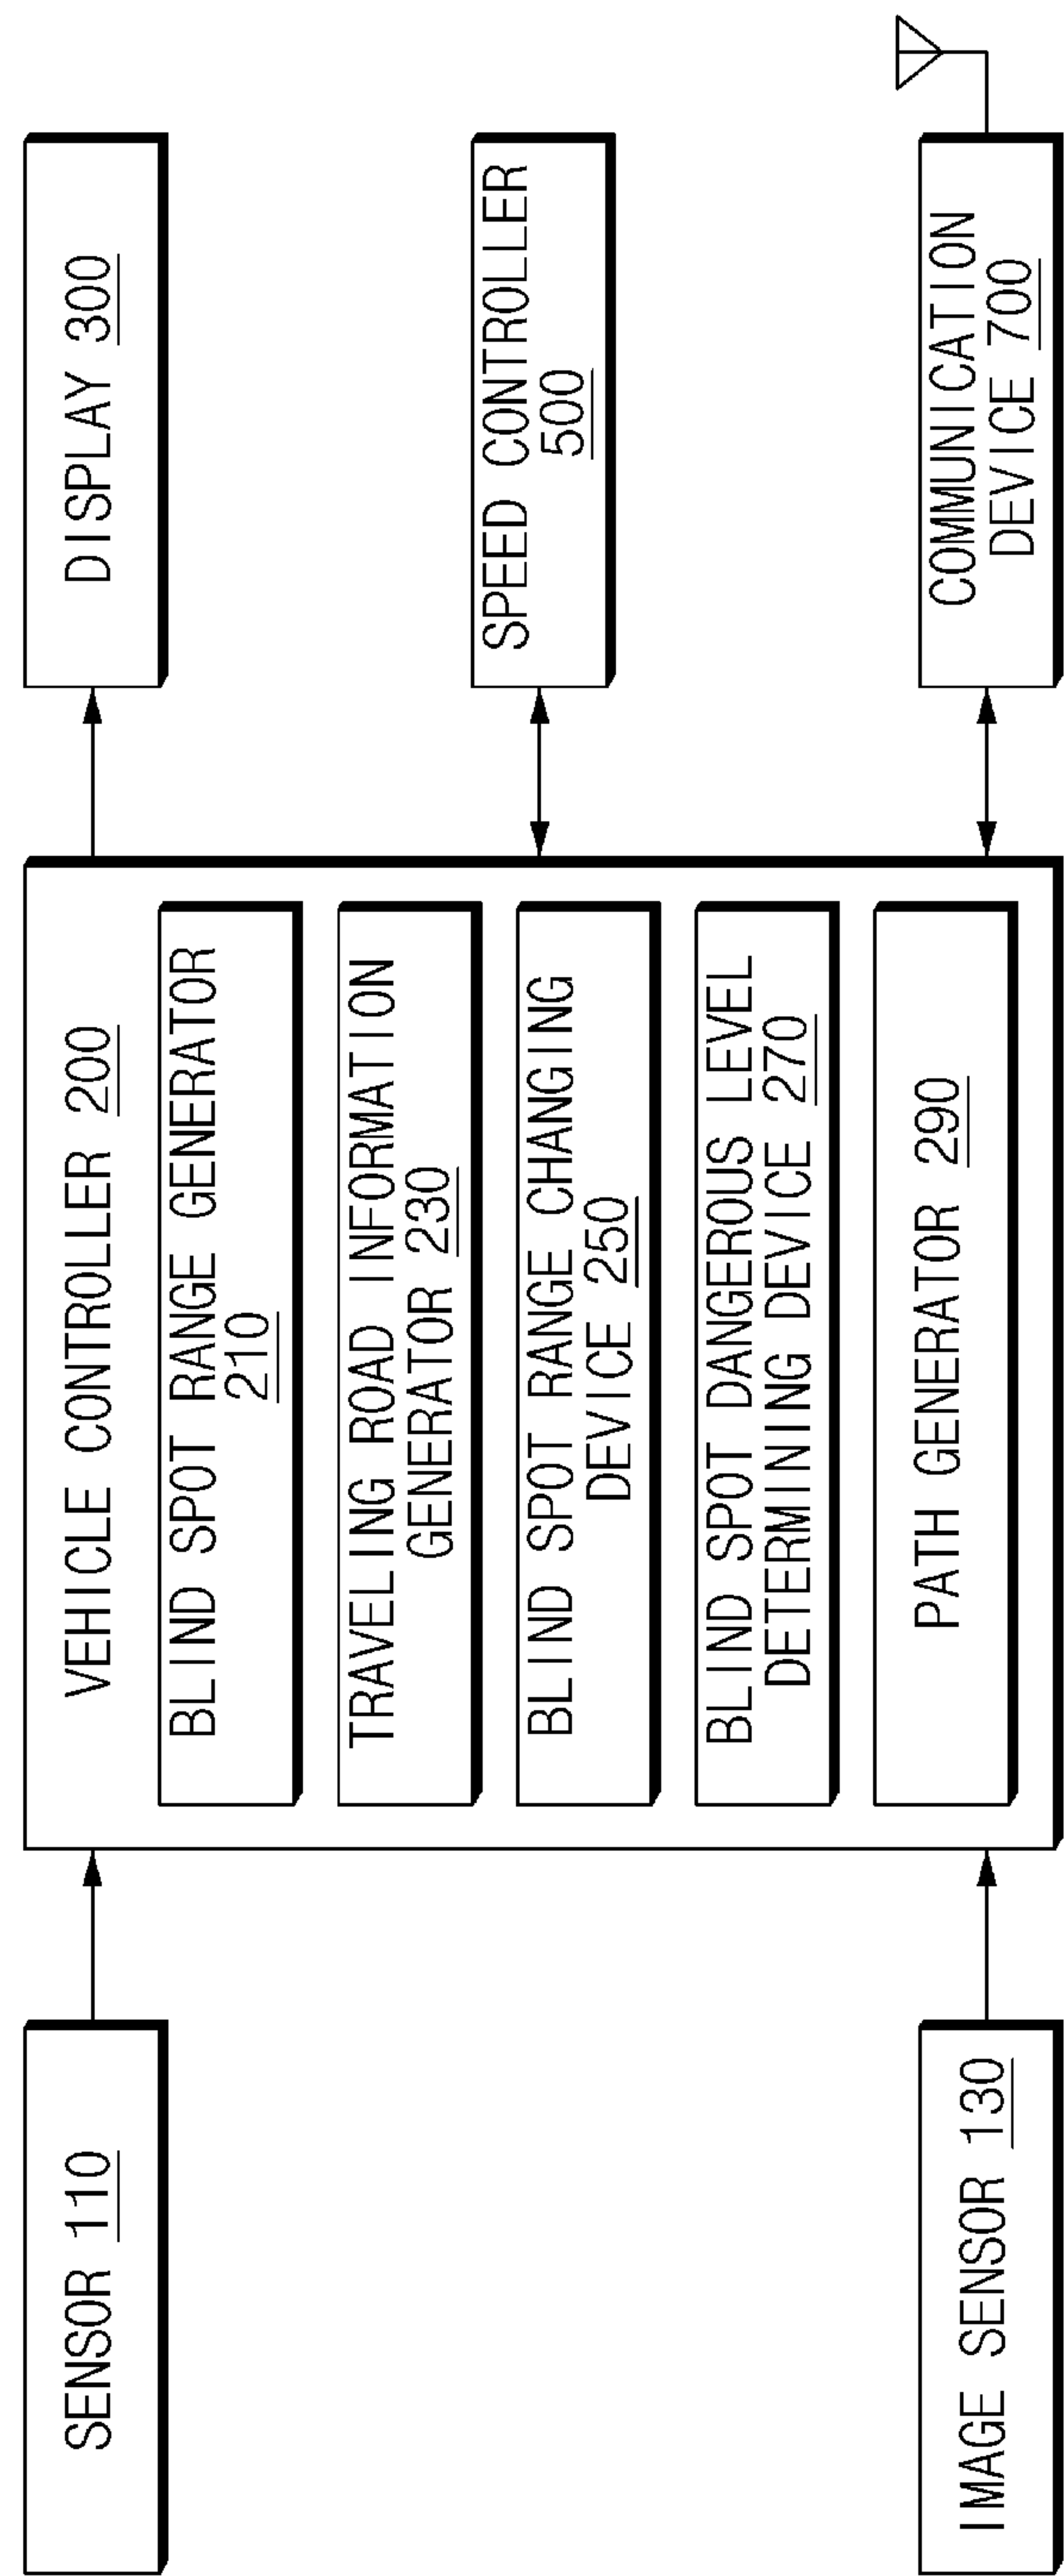 SENSOR 110
IMAGE SENSOR 130
VEHICLE CONTROLLER 200
BLIND SPOT RANGE GENERATOR
210
TRAVELING ROAD INFORMATION
GENERATOR 230
BLIND SPOT RANGE CHANGING
DEVICE 250
BLIND SPOT DANGEROUS LEVEL
DETERMINING DEVICE 270
PATH GENERATOR 290
DISPLAY 300
SPEED CONTROLLER
500
COMMUNICATION
DEVICE 700